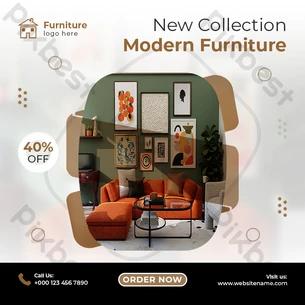 Furniture
logo here
New Collection
Modern Furniture
40%
OFF
Call Us:
+000 123 456 7890
ORDER NOW
Visit Us:
www.websitename.com
pixbest